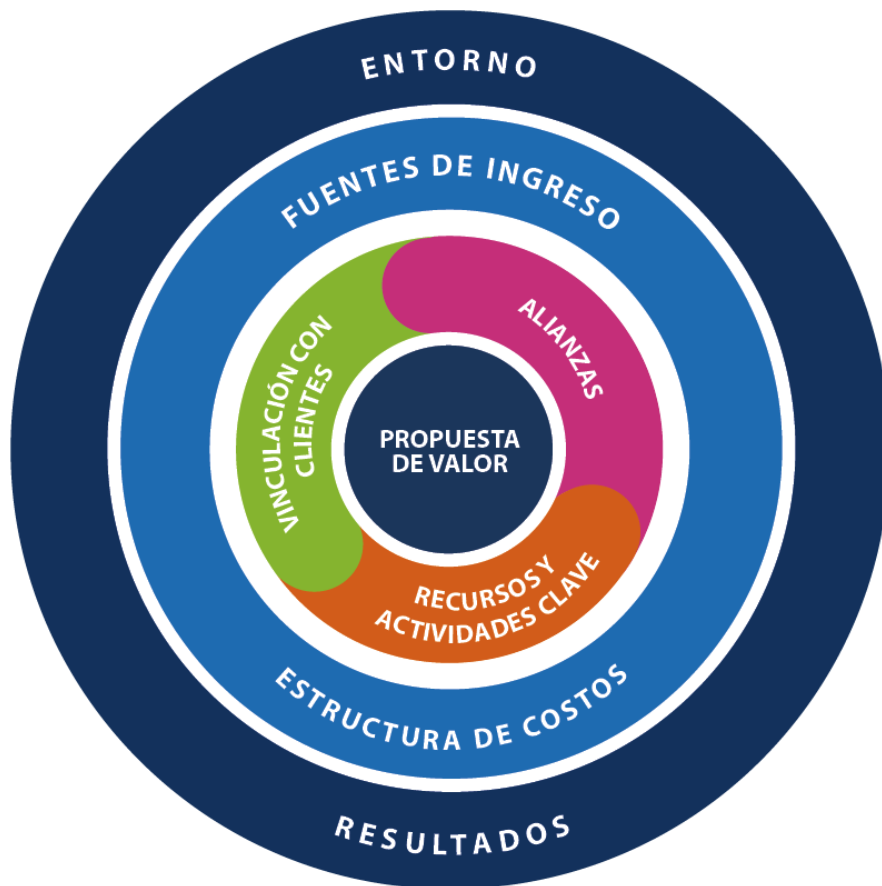 ENTORNO
FUENTES DE INGRESO
ALIANZAS
VINCULACIÓN CON
CLIENTES
PROPUESTA
DE VALOR
RECURSOS Y
ACTIVIDADES CLAVE
ESTRUCTURA DE COSTOS
RESULTADOS